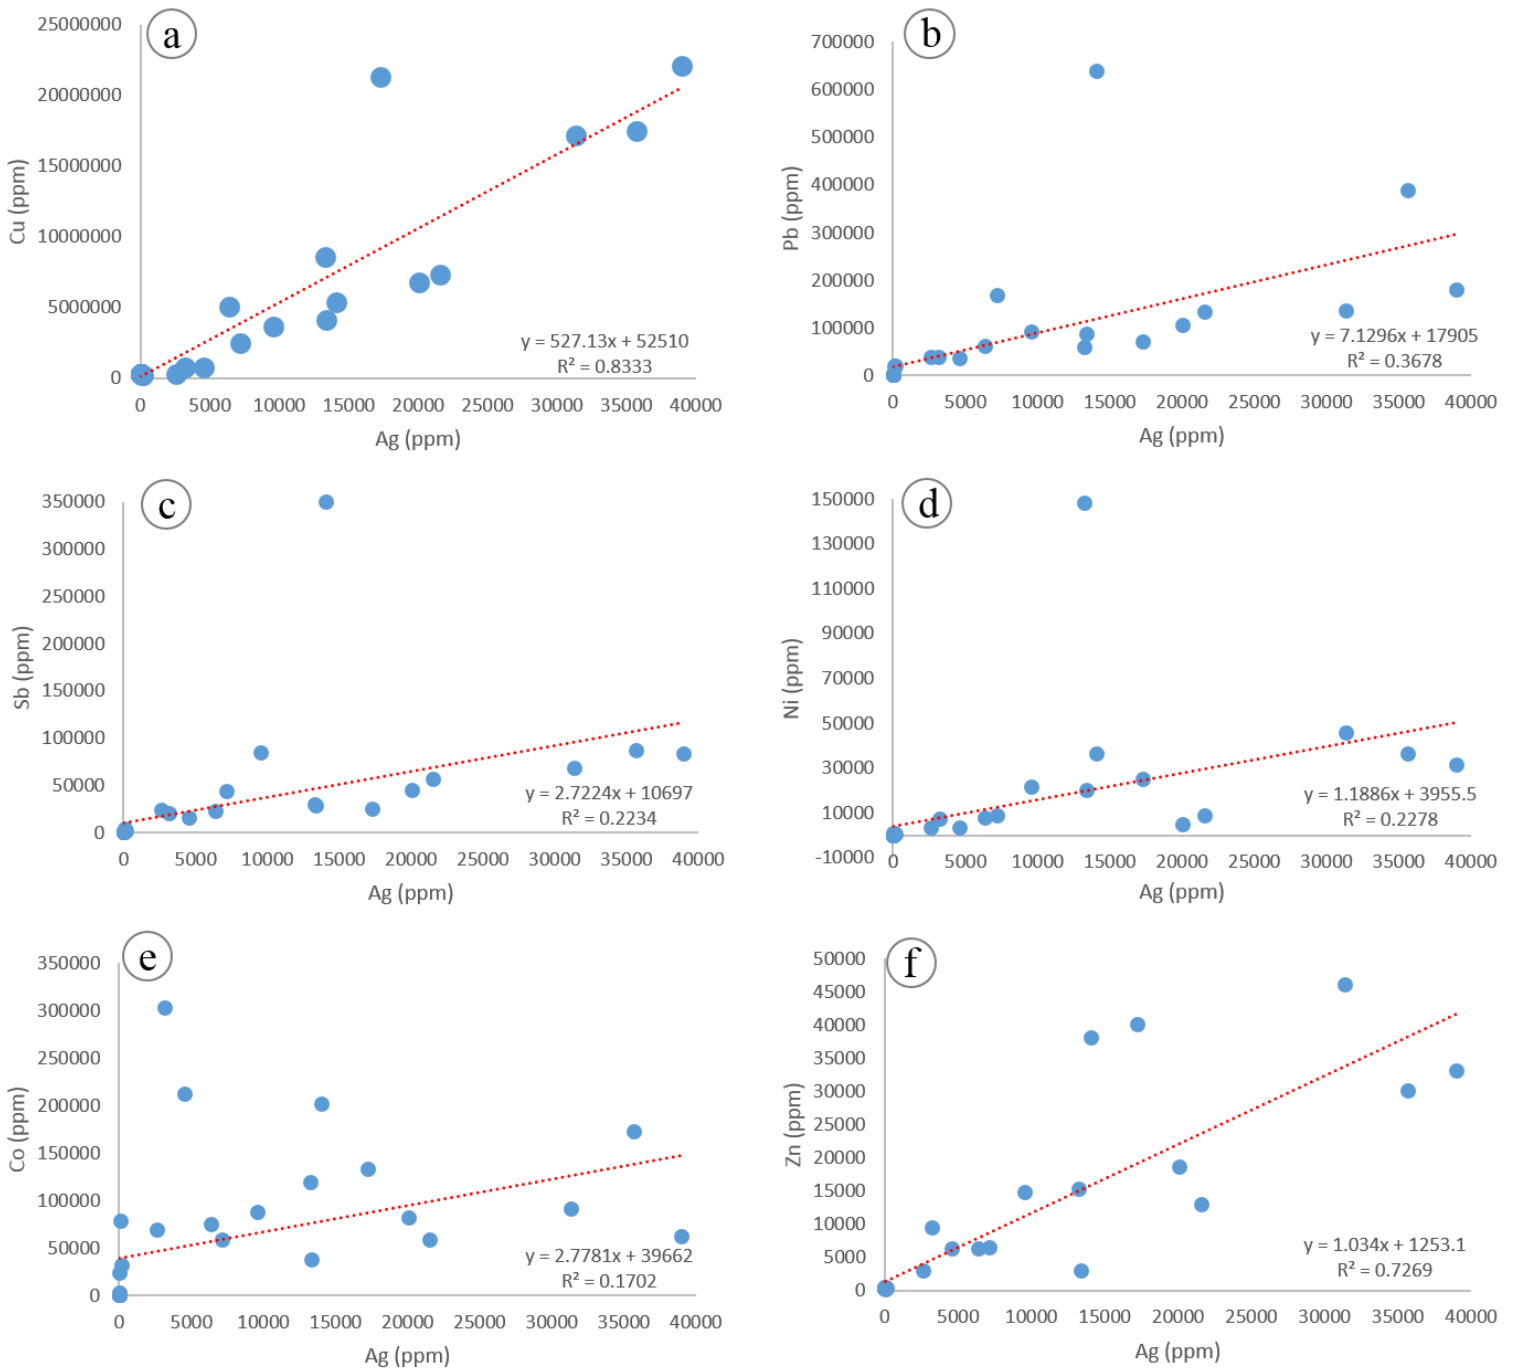 a
25000000
20000000
15000000
10000000
5000000
0
Cu (ppm)
y = 527.13x + 52510
R² = 0.8333
0 5000 10000 15000 20000 25000 30000 35000 40000
Ag (ppm)
b
700000
600000
500000
400000
300000
200000
100000
0
Pb (ppm)
y = 7.1296x + 17905
R² = 0.3678
0 5000 10000 15000 20000 25000 30000 35000 40000
Ag (ppm)
c
350000
300000
250000
200000
150000
100000
50000
0
Sb (ppm)
y = 2.7224x + 10697
R² = 0.2234
0 5000 10000 15000 20000 25000 30000 35000 40000
Ag (ppm)
d
150000
130000
110000
90000
70000
50000
30000
10000
-10000
Ni (ppm)
y = 1.1886x + 3955.5
R² = 0.2278
0 5000 10000 15000 20000 25000 30000 35000 40000
Ag (ppm)
e
350000
300000
250000
200000
150000
100000
50000
0
Co (ppm)
y = 2.7781x + 39662
R² = 0.1702
0 5000 10000 15000 20000 25000 30000 35000 40000
Ag (ppm)
f
50000
45000
40000
35000
30000
25000
20000
15000
10000
5000
0
Zn (ppm)
y = 1.034x + 1253.1
R² = 0.7269
0 5000 10000 15000 20000 25000 30000 35000 40000
Ag (ppm)